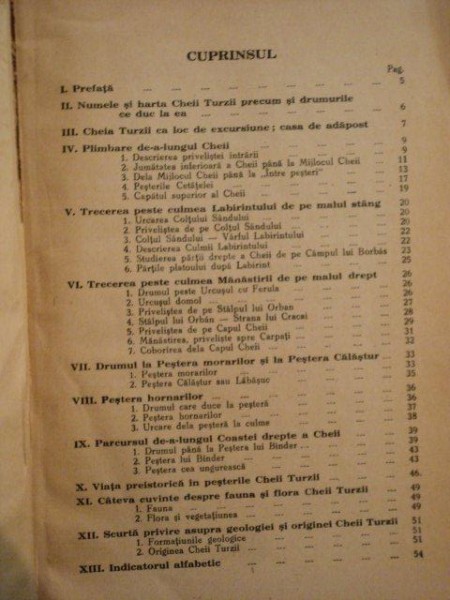 CUPRINSUL
Pag.
I. Prefață ... 5
II. Numele și harta Cheii Turzii precum și drumurile
ce duc la ea ... 6
III. Cheia Turzii ca loc de excursiune; casa de adăpost 7
IV. Plimbare de-a-lungul Cheii ... 9
1. Descrierea priveliștei intrării ... 9
2. Jumătatea inferioară a Cheii până la Mijlocul Cheii ... 11
3. Dela Mijlocul Cheii până la „Intre peșteri" ... 13
4. Peșterile Cetățelei ... 17
5. Capătul superior al Cheii ... 19
V. Trecerea peste culmea Labirintului de pe malul stâng 20
1. Urcarea Colțului Sândului ... 20
2. Priveliștea de pe Colțul Sândului ... 20
3. Colțul Sândului — Vârful Labirintului ... 22
4. Descrierea Culmii Labirintului ... 22
5. Studierea părții drepte a Cheii de pe Câmpul lui Borbás 23
6. Părțile platoului după Labirint ... 25
VI. Trecerea peste culmea Mănăstirii de pe malul drept 26
1. Drumul peste Urcușul cu Ferula ... 26
2. Urcușul domol ... 26
3. Priveliștea de pe Stâlpul lui Orban ... 27
4. Stâlpul lui Orbán — Strana lui Cracai ... 28
5. Priveliștea de pe Capul Cheii ... 29
6. Mănăstirea, priveliște spre Carpați ... 31
7. Coborîrea dela Capul Cheii ... 32
VII. Drumul la Peștera morarilor și la Peștera Călăștur 33
1. Peștera morarilor ... 33
2. Peștera Călăștur sau Lăbășuc ... 35
VIII. Peștera hornarilor ... 36
1. Drumul care duce la peșteră ... 36
2. Peștera hornarilor ... 37
3. Urcare dela peșteră la culme ... 38
IX. Parcursul de-a-lungul Coastei drepte a Cheii ... 39
1. Drumul până la Peștera lui Binder ... 39
2. Peștera lui Binder ... 43
3. Peștera cea ungurească ... 43
X. Viața preistorică în peșterile Cheii Turzii ... 46
XI. Câteva cuvinte despre fauna și flora Cheii Turzii ... 49
1. Fauna ... 49
2. Flora și vegetațiunea ... 49
XII. Scurtă privire asupra geologiei și originei Cheii Turzii 51
1. Formațiunile geologice ... 51
2. Originea Cheii Turzii ... 51
XIII. Indicatorul alfabetic ... 54